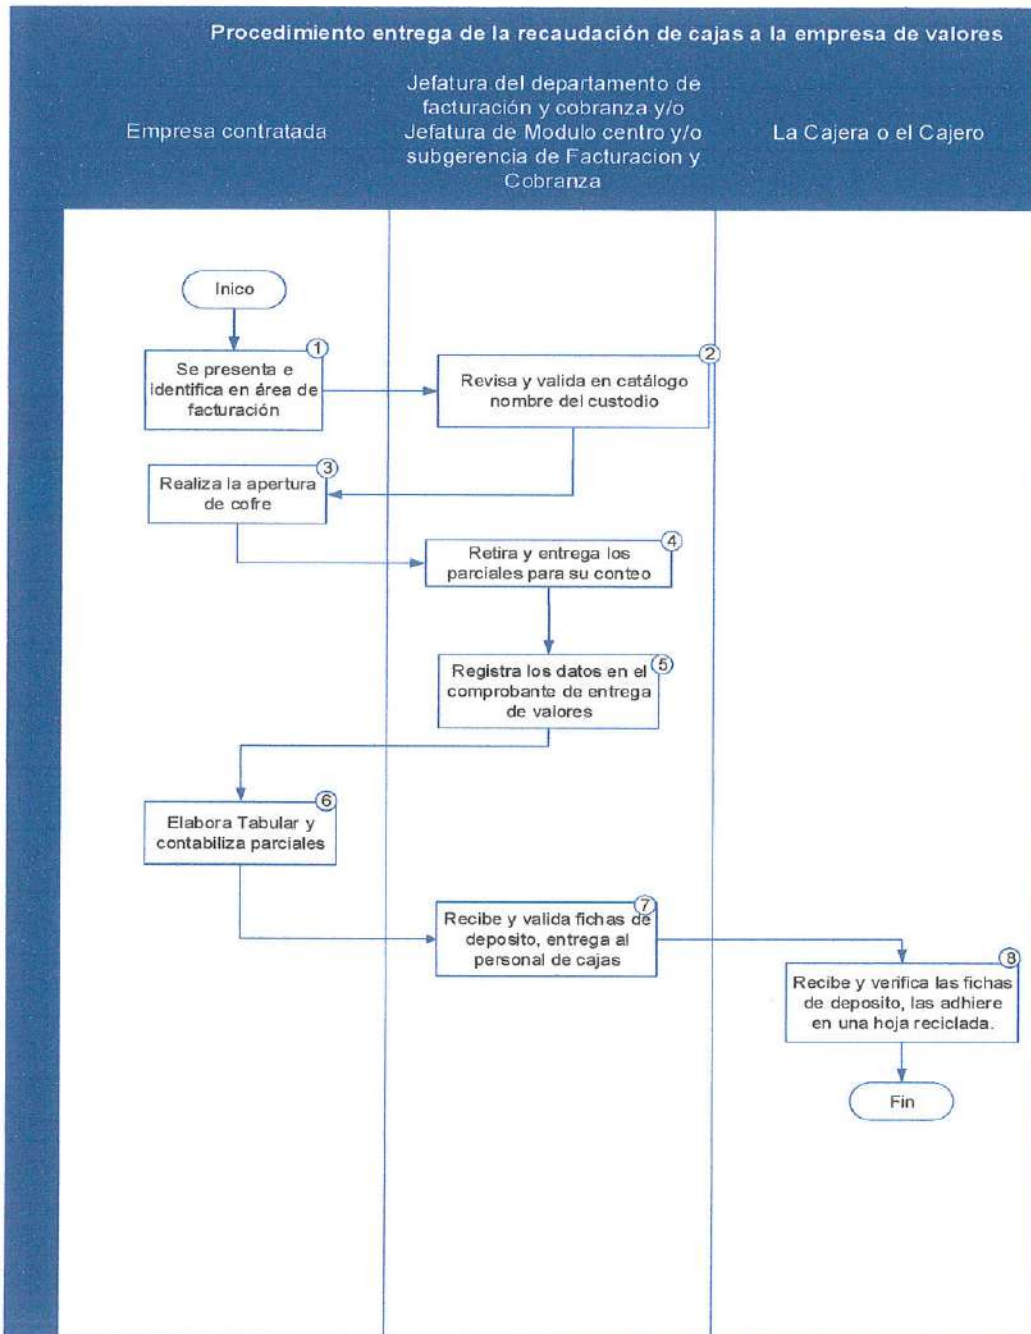 Procedimiento entrega de la recaudación de cajas a la empresa de valores
Empresa contratada
Jefatura del departamento de
facturación y cobranza y/o
Jefatura de Modulo centro y/o
subgerencia de Facturacion y
Cobranza
La Cajera o el Cajero
Inico
1
Se presenta e
identifica en área de
facturación
2
Revisa y valida en catálogo
nombre del custodio
3
Realiza la apertura
de cofre
4
Retira y entrega los
parciales para su conteo
5
Registra los datos en el
comprobante de entrega
de valores
6
Elabora Tabular y
contabiliza parciales
7
Recibe y valida fichas de
deposito, entrega al
personal de cajas
8
Recibe y verifica las fichas
de deposito, las adhiere
en una hoja reciclada.
Fin